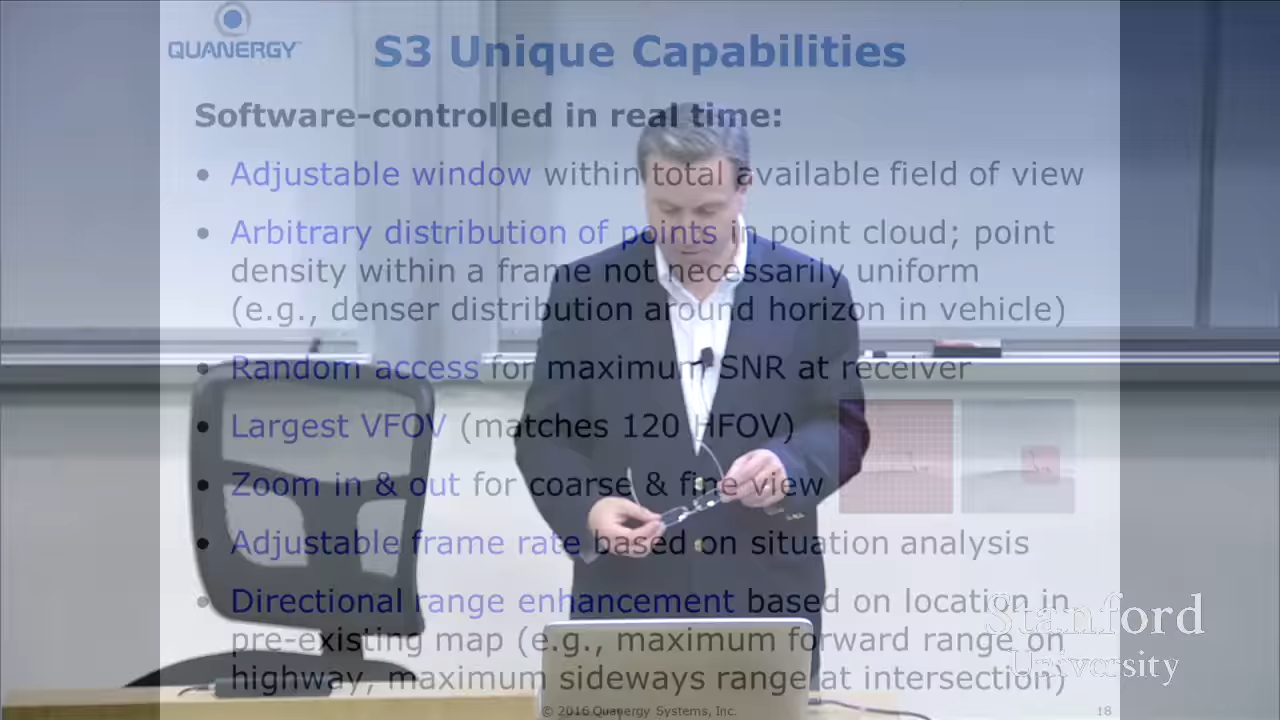 QUANERGY
S3 Unique Capabilities
Software-controlled in real time:
• Adjustable window within total available field of view
• Arbitrary distribution of points in point cloud; point
density within a frame not necessarily uniform
(e.g., denser distribution around horizon in vehicle)
• Random access for maximum SNR at receiver
• Largest VFOV (matches 120 HFOV)
• Zoom in & out for coarse & fine view
• Adjustable frame rate based on situation analysis
• Directional range enhancement based on location in
pre-existing map (e.g., maximum forward range on
highway, maximum sideways range at intersection)
Stanford
University
© 2016 Quanergy Systems, Inc.
18